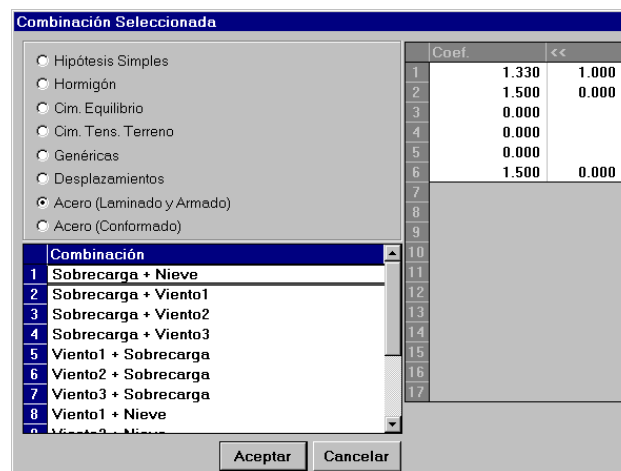 Combinación Seleccionada
Hipótesis Simples
Hormigón
Cim. Equilibrio
Cim. Tens. Terreno
Genéricas
Desplazamientos
Acero (Laminado y Armado)
Acero (Conformado)
Combinación
1 Sobrecarga + Nieve
2 Sobrecarga + Viento1
3 Sobrecarga + Viento2
4 Sobrecarga + Viento3
5 Viento1 + Sobrecarga
6 Viento2 + Sobrecarga
7 Viento3 + Sobrecarga
8 Viento1 + Nieve
Aceptar Cancelar
Coef. <<
1 1.330 1.000
2 1.500 0.000
3 0.000
4 0.000
5 0.000
6 1.500 0.000
7
8
9
10
11
12
13
14
15
16
17